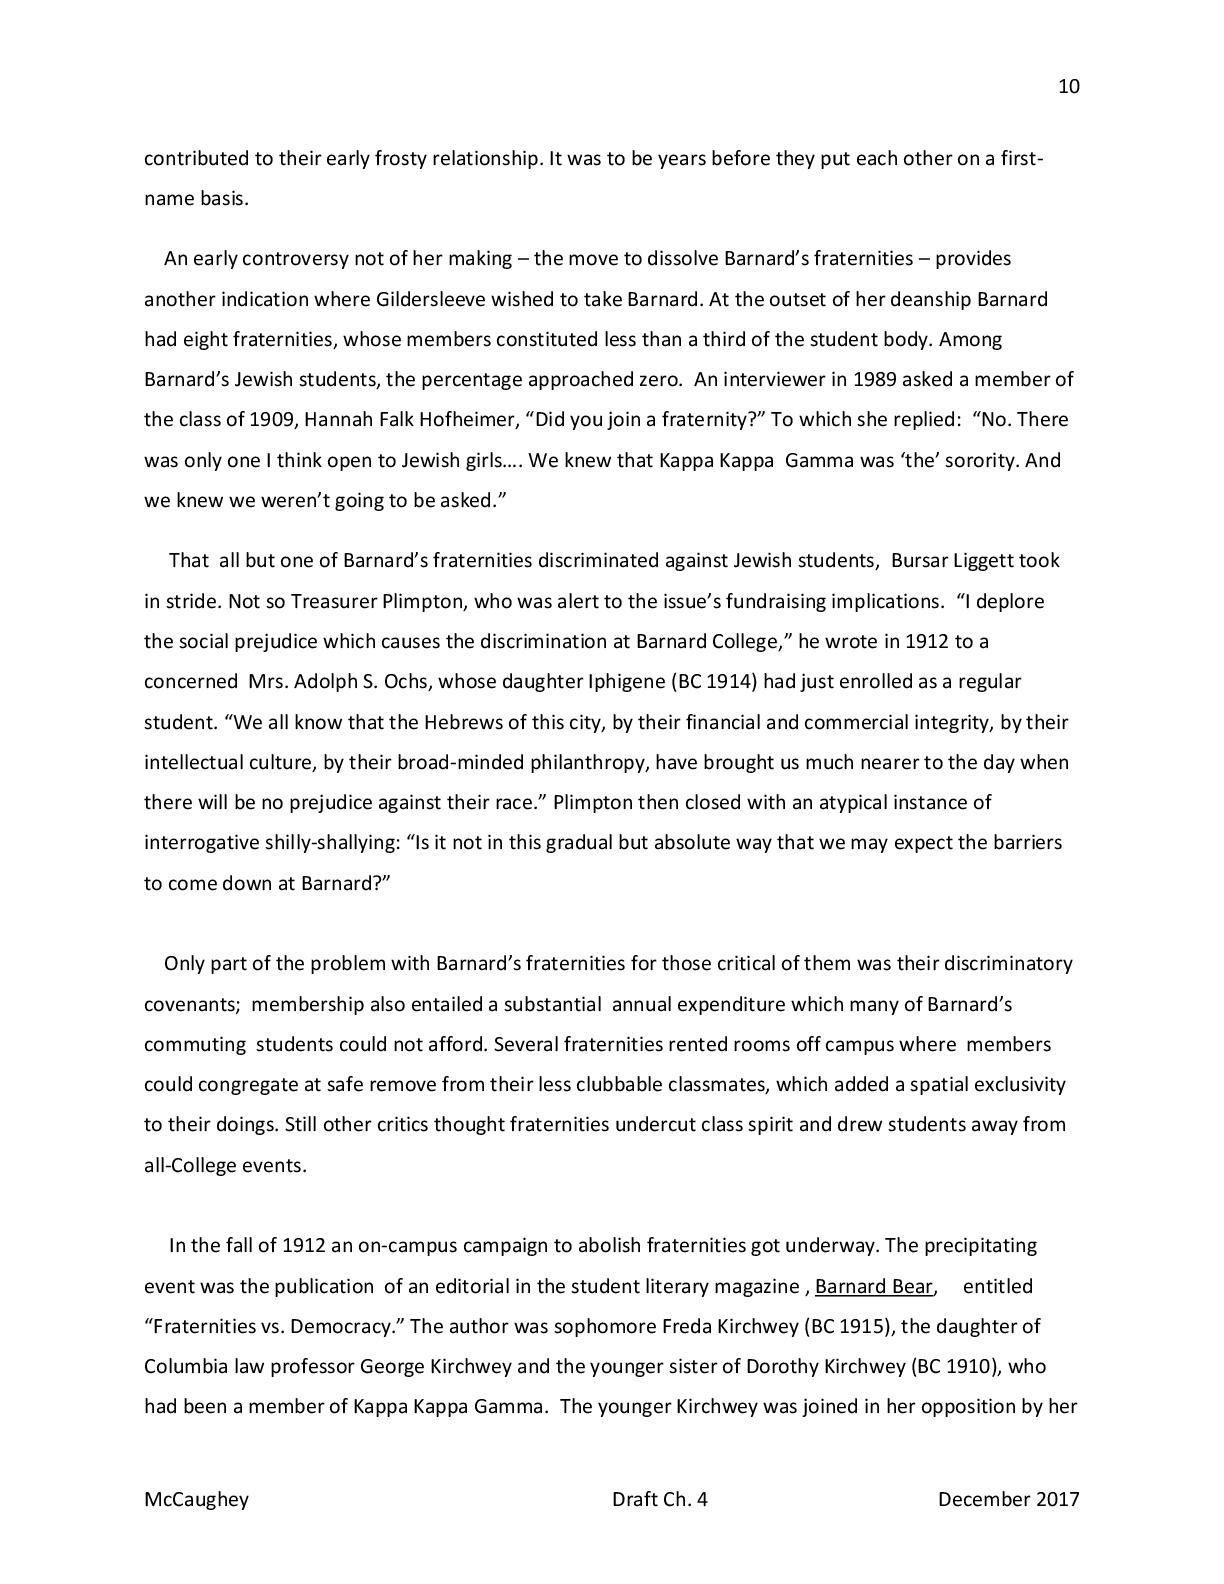 10
contributed to their early frosty relationship. It was to be years before they put each other on a first-
name basis.
An early controversy not of her making – the move to dissolve Barnard’s fraternities – provides
another indication where Gildersleeve wished to take Barnard. At the outset of her deanship Barnard
had eight fraternities, whose members constituted less than a third of the student body. Among
Barnard’s Jewish students, the percentage approached zero.  An interviewer in 1989 asked a member of
the class of 1909, Hannah Falk Hofheimer, “Did you join a fraternity?” To which she replied:  “No. There
was only one I think open to Jewish girls…. We knew that Kappa Kappa  Gamma was ‘the’ sorority. And
we knew we weren’t going to be asked.”
That  all but one of Barnard’s fraternities discriminated against Jewish students,  Bursar Liggett took
in stride. Not so Treasurer Plimpton, who was alert to the issue’s fundraising implications.  “I deplore
the social prejudice which causes the discrimination at Barnard College,” he wrote in 1912 to a
concerned  Mrs. Adolph S. Ochs, whose daughter Iphigene (BC 1914) had just enrolled as a regular
student. “We all know that the Hebrews of this city, by their financial and commercial integrity, by their
intellectual culture, by their broad-minded philanthropy, have brought us much nearer to the day when
there will be no prejudice against their race.” Plimpton then closed with an atypical instance of
interrogative shilly-shallying: “Is it not in this gradual but absolute way that we may expect the barriers
to come down at Barnard?”
Only part of the problem with Barnard’s fraternities for those critical of them was their discriminatory
covenants;  membership also entailed a substantial  annual expenditure which many of Barnard’s
commuting  students could not afford. Several fraternities rented rooms off campus where  members
could congregate at safe remove from their less clubbable classmates, which added a spatial exclusivity
to their doings. Still other critics thought fraternities undercut class spirit and drew students away from
all-College events.
In the fall of 1912 an on-campus campaign to abolish fraternities got underway. The precipitating
event was the publication  of an editorial in the student literary magazine , Barnard Bear,    entitled
“Fraternities vs. Democracy.” The author was sophomore Freda Kirchwey (BC 1915), the daughter of
Columbia law professor George Kirchwey and the younger sister of Dorothy Kirchwey (BC 1910), who
had been a member of Kappa Kappa Gamma.  The younger Kirchwey was joined in her opposition by her
McCaughey Draft Ch. 4 December 2017